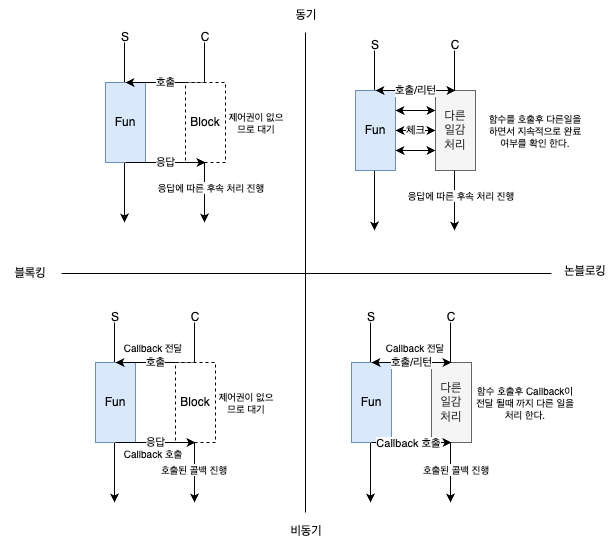 동기
S
C
호출
Fun
Block
제어권이 없으
므로 대기
응답
응답에 따른 후속 처리 진행
S
C
호출/리턴
Fun
체크
다른
일감
처리
함수를 호출후 다른일을
하면서 지속적으로 완료
여부를 확인 한다.
응답에 따른 후속 처리 진행
블록킹
논블로킹
S
C
Callback 전달
호출
Fun
Block
제어권이 없으
므로 대기
응답
Callback 호출
호출된 콜백 진행
S
C
Callback 전달
호출/리턴
Fun
다른
일감
처리
함수 호출후 Callback이
전달 될때 까지 다른 일을
처리 한다.
Callback 호출
호출된 콜백 진행
비동기